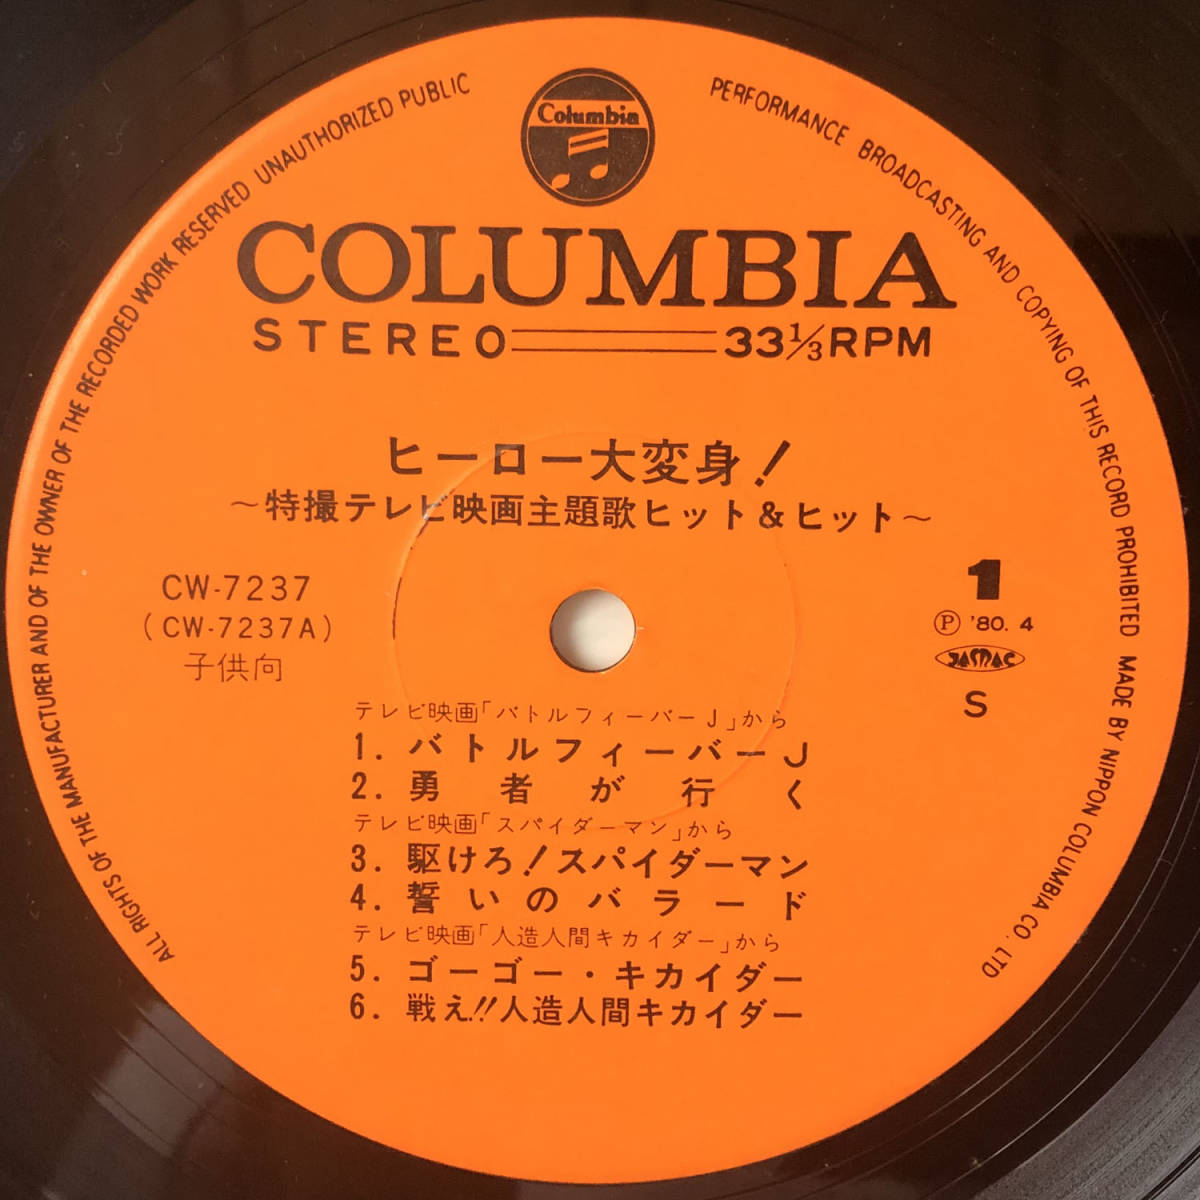 ALL RIGHTS OF THE MANUFACTURER AND OF THE OWNER OF THE RECORDED WORK RESERVED UNAUTHORIZED PUBLIC PERFORMANCE BROADCASTING AND COPYING OF THIS RECORD PROHIBITED MADE BY NIPPON COLUMBIA CO. LTD
Columbia
COLUMBIA
STEREO 33⅓RPM
ヒーロー大変身!
~特撮テレビ映画主題歌ヒット&ヒット~
CW-7237
(CW-7237A)
子供向
1
Ⓟ '80. 4
JASRAC
S
テレビ映画「バトルフィーバーJ」から
1. バトルフィーバーJ
2. 勇者が行く
テレビ映画「スパイダーマン」から
3. 駆けろ!スパイダーマン
4. 誓いのバラード
テレビ映画「人造人間キカイダー」から
5. ゴーゴー・キカイダー
6. 戦え!!人造人間キカイダー